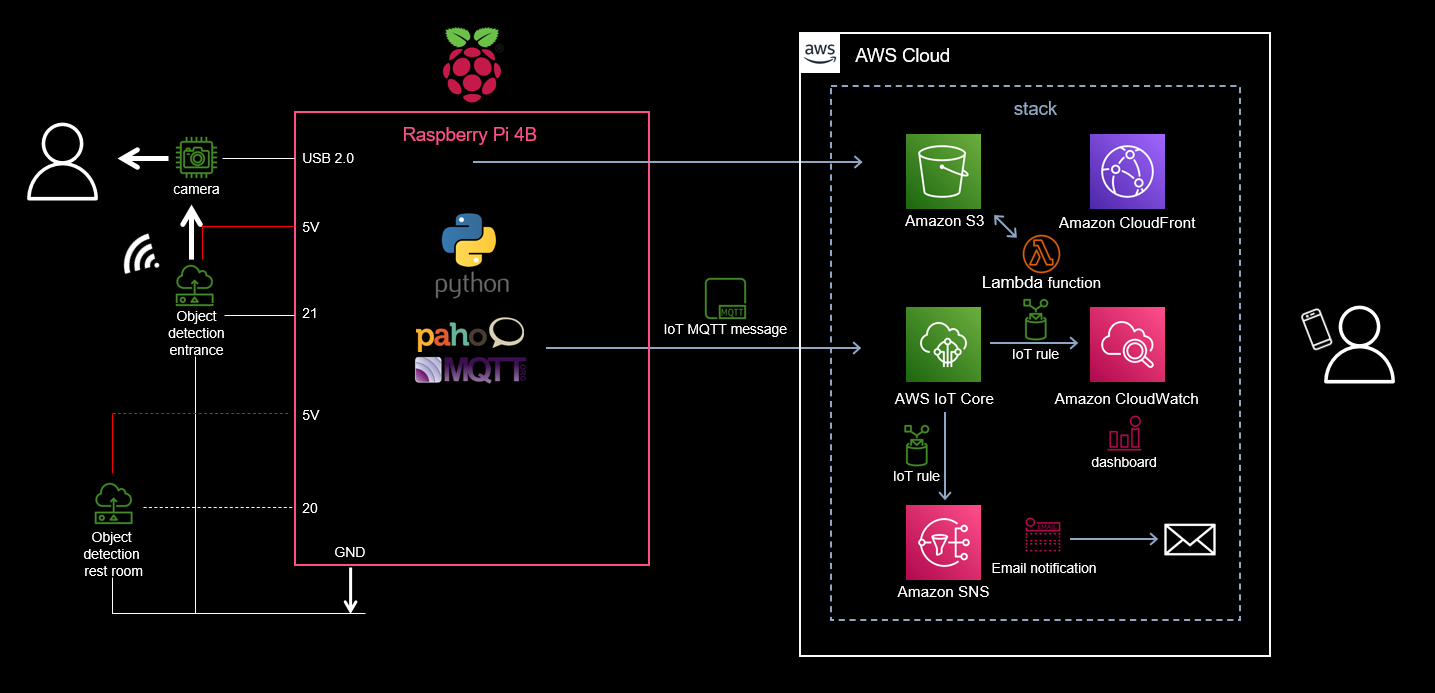 aws
AWS Cloud
stack
Raspberry Pi 4B
USB 2.0
camera
5V
Amazon S3
Amazon CloudFront
python
Lambda function
MQTT
21
Object
detection
entrance
IoT MQTT message
paho
MQTT.ORG
IoT rule
AWS IoT Core
Amazon CloudWatch
5V
dashboard
IoT rule
20
EMAIL
Object
detection
rest room
GND
Email notification
Amazon SNS